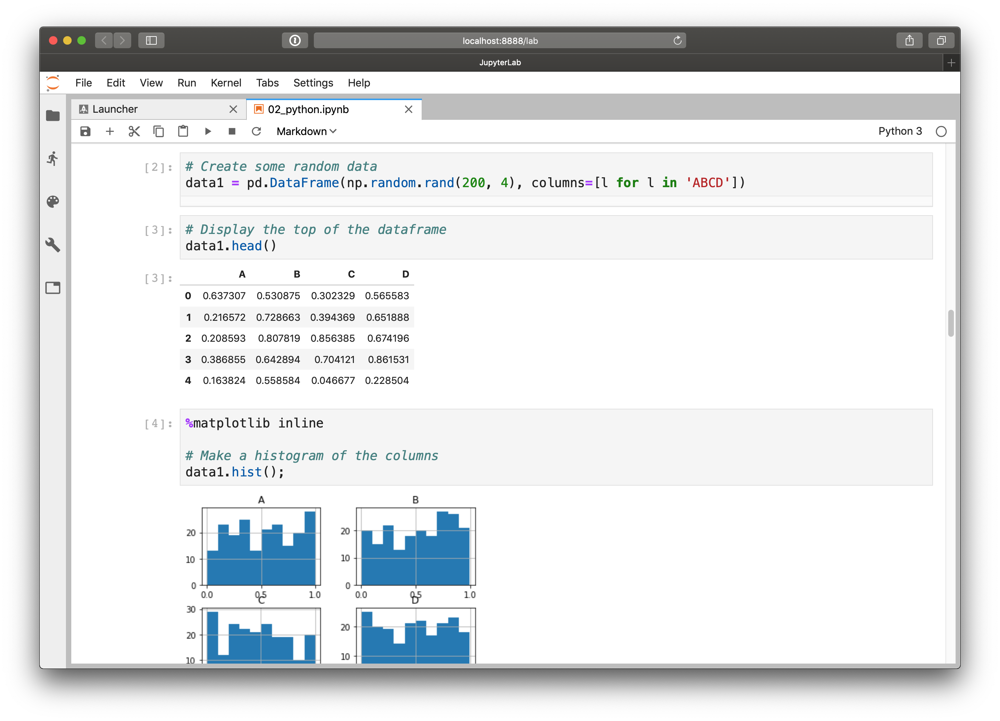 localhost:8888/lab
JupyterLab
File Edit View Run Kernel Tabs Settings Help
Launcher 02_python.ipynb
Markdown Python 3
[2]: # Create some random data
data1 = pd.DataFrame(np.random.rand(200, 4), columns=[l for l in 'ABCD'])
[3]: # Display the top of the dataframe
data1.head()
[3]: A B C D
0 0.637307 0.530875 0.302329 0.565583
1 0.216572 0.728663 0.394369 0.651888
2 0.208593 0.807819 0.856385 0.674196
3 0.386855 0.642894 0.704121 0.861531
4 0.163824 0.558584 0.046677 0.228504
[4]: %matplotlib inline
# Make a histogram of the columns
data1.hist();
A B
20 20
10 10
0 0
0.0 0.5 1.0 0.0 0.5 1.0
C D
30
20 20
10 10